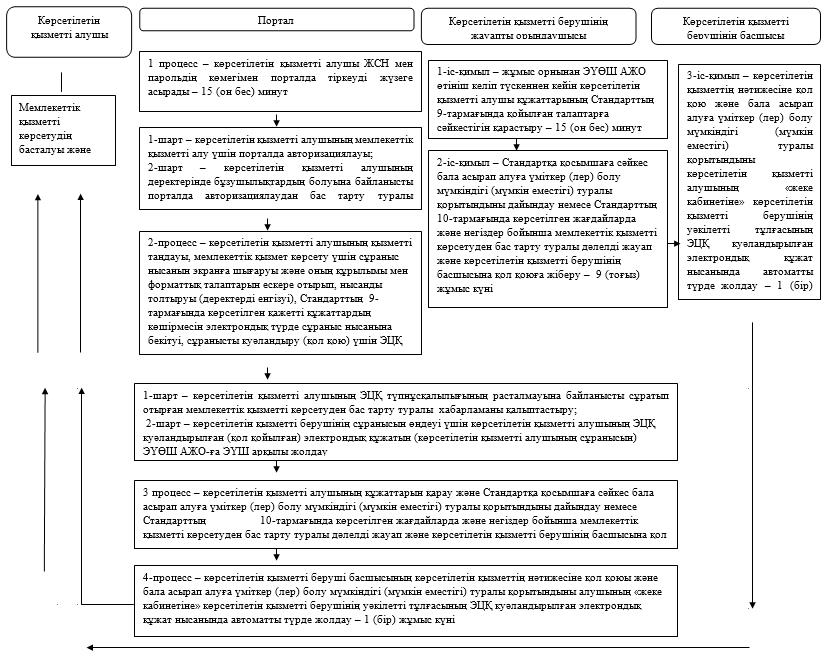 Көрсетілетін
қызметті алушы
Портал
Көрсетілетін қызметті берушінің
жауапты орындаушысы
Көрсетілетін қызметті
берушінің басшысы
Мемлекеттік
қызметті
көрсетудің
басталуы және
1 процесс – көрсетілетін қызметті алушы ЖСН мен
парольдің көмегімен порталда тіркеуді жүзеге
асырады – 15 (он бес) минут
1-шарт – көрсетілетін қызметті алушының мемлекеттік
қызметті алу үшін порталда авторизациялауы;
2-шарт – көрсетілетін қызметті алушының
деректерінде бұзушылықтардың болуына байланысты
порталда авторизациялаудан бас тарту туралы
2-процесс – көрсетілетін қызметті алушының қызметті
таңдауы, мемлекеттік қызмет көрсету үшін сұраныс
нысанын экранға шығаруы және оның құрылымы мен
форматтық талаптарын ескере отырып, нысанды
толтыруы (деректерді енгізуі), Стандарттың 9-
тармағында көрсетілген қажетті құжаттардың
көшірмесін электрондық түрде сұраныс нысанына
бекітуі, сұранысты куәландыру (қол қою) үшін ЭЦҚ
1-іс-қимыл – жұмыс орнынан ЭҮӨШ АЖО
өтініш келіп түскеннен кейін көрсетілетін
қызметті алушы құжаттарының Стандарттың
9-тармағында қойылған талаптарға
сәйкестігін қарастыру – 15 (он бес) минут
2-іс-қимыл – Стандартқа қосымшаға сәйкес
бала асырап алуға үміткер (лер) болу
мүмкіндігі (мүмкін еместігі) туралы
қорытындыны дайындау немесе Стандарттың
10-тармағында көрсетілген жағдайларда
және негіздер бойынша мемлекеттік қызметті
көрсетуден бас тарту туралы дәлелді жауап
және көрсетілетін қызметті берушінің
басшысына қол қоюға жіберу – 9 (тоғыз)
жұмыс күні
3-іс-қимыл – көрсетілетін
қызметтің нәтижесіне қол
қою және бала асырап
алуға үміткер (лер) болу
мүмкіндігі (мүмкін
еместігі) туралы
қорытындыны
көрсетілетін қызметті
алушының «жеке
кабинетіне» көрсетілетін
қызметті берушінің
уәкілетті тұлғасының
ЭЦҚ куәландырылған
электрондық құжат
нысанында автоматты
түрде жолдау – 1 (бір)
1-шарт – көрсетілетін қызметті алушының ЭЦҚ түпнұсқалылығының расталмауына байланысты сұратып
отырған мемлекеттік қызметті көрсетуден бас тарту туралы хабарламаны қалыптастыру;
2-шарт – көрсетілетін қызметті берушінің сұранысын өңдеуі үшін көрсетілетін қызметті алушының ЭЦҚ
куәландырылған (қол қойылған) электрондық құжатын (көрсетілетін қызметті алушының сұранысын)
ЭҮӨШ АЖО-ға ЭҮШ арқылы жолдау
3 процесс – көрсетілетін қызметті алушының құжаттарын қарау және Стандартқа қосымшаға сәйкес бала
асырап алуға үміткер (лер) болу мүмкіндігі (мүмкін еместігі) туралы қорытындыны дайындау немесе
Стандарттың 10-тармағында көрсетілген жағдайларда және негіздер бойынша мемлекеттік
қызметті көрсетуден бас тарту туралы дәлелді жауап және көрсетілетін қызметті берушінің басшысына қол
4-процесс – көрсетілетін қызметті беруші басшысының көрсетілетін қызметтің нәтижесіне қол қоюы және
бала асырап алуға үміткер (лер) болу мүмкіндігі (мүмкін еместігі) туралы қорытындыны алушының «жеке
кабинетіне» көрсетілетін қызметті берушінің уәкілетті тұлғасының ЭЦҚ куәландырылған электрондық
құжат нысанында автоматты түрде жолдау – 1 (бір) жұмыс күні